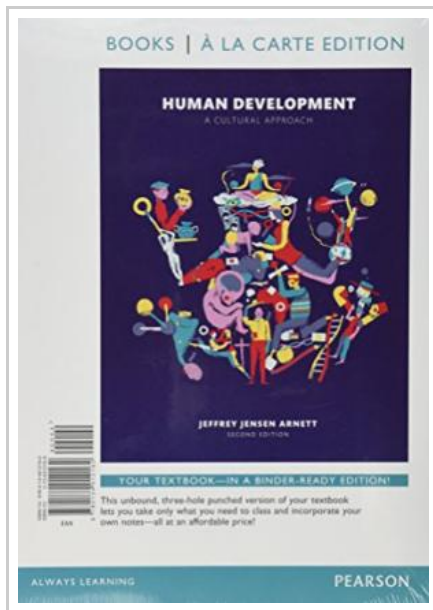 BOOKS | À LA CARTE EDITION
HUMAN DEVELOPMENT
A CULTURAL APPROACH
JEFFREY JENSEN ARNETT
SECOND EDITION
YOUR TEXTBOOK—IN A BINDER-READY EDITION!
This unbound, three-hole punched version of your textbook
lets you take only what you need to class and incorporate your
own notes—all at an affordable price!
ALWAYS LEARNING
PEARSON